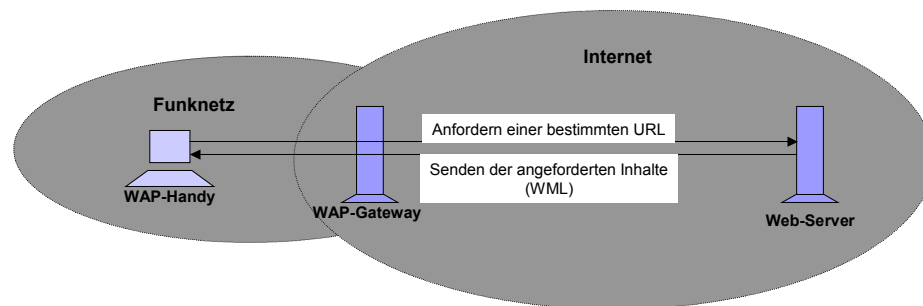 Internet
Funknetz
Anfordern einer bestimmten URL
Senden der angeforderten Inhalte
(WML)
WAP-Handy
WAP-Gateway
Web-Server